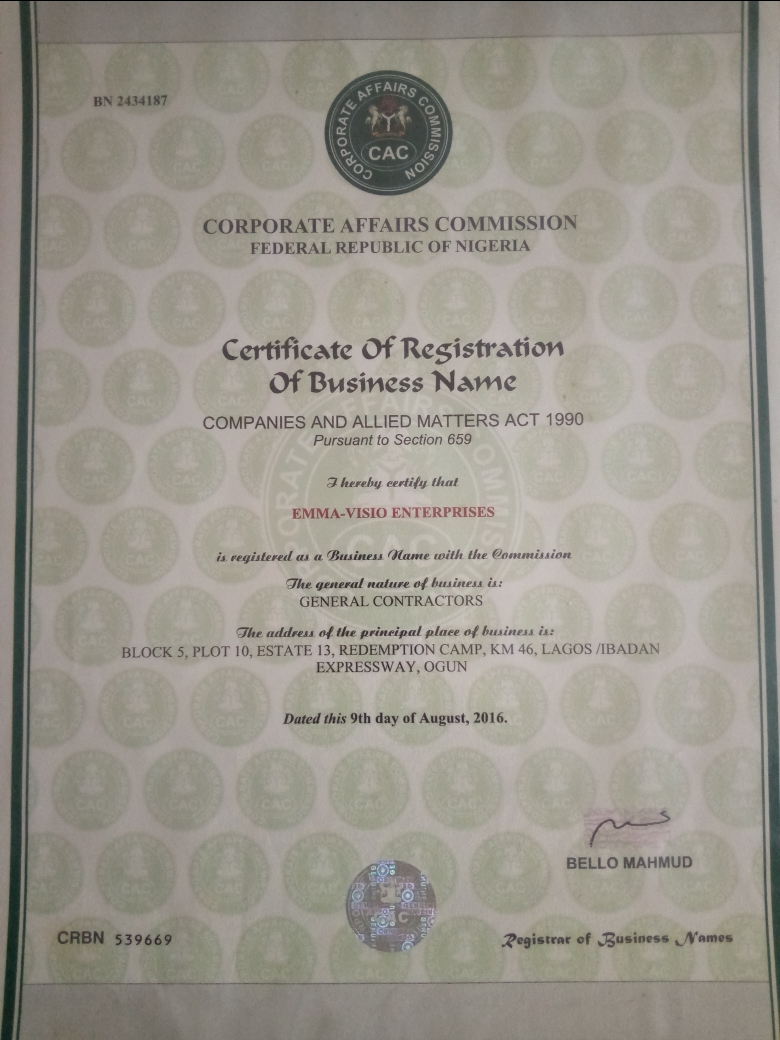 BN 2434187
CORPORATE AFFAIRS COMMISSION
CAC
CORPORATE AFFAIRS COMMISSION
FEDERAL REPUBLIC OF NIGERIA
Certificate Of Registration
Of Business Name
COMPANIES AND ALLIED MATTERS ACT 1990
Pursuant to Section 659
I hereby certify that
EMMA-VISIO ENTERPRISES
is registered as a Business Name with the Commission
The general nature of business is:
GENERAL CONTRACTORS
The address of the principal place of business is:
BLOCK 5, PLOT 10, ESTATE 13, REDEMPTION CAMP, KM 46, LAGOS /IBADAN
EXPRESSWAY, OGUN
Dated this 9th day of August, 2016.
BELLO MAHMUD
CRBN 539669
Registrar of Business Names